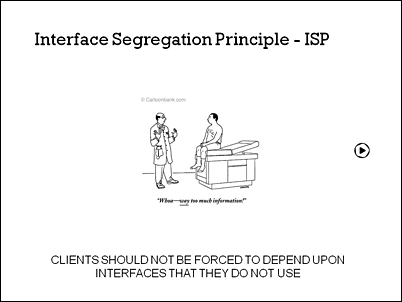 Interface Segregation Principle - ISP
© Cartoonbank.com
"Whoa—way too much information!"
CLIENTS SHOULD NOT BE FORCED TO DEPEND UPON
INTERFACES THAT THEY DO NOT USE